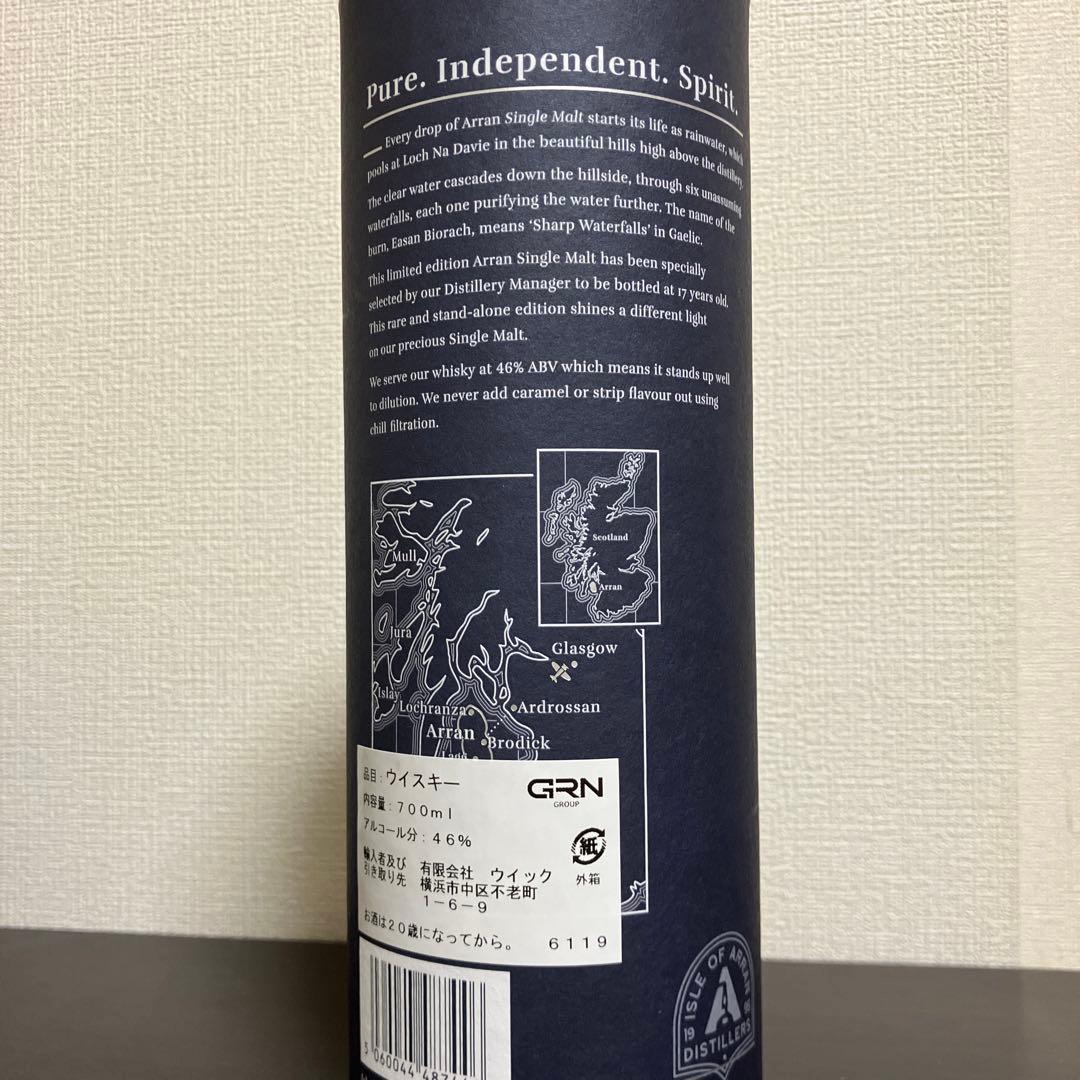 Pure. Independent. Spirit.
Every drop of Arran Single Malt starts its life as rainwater, which
pools at Loch Na Davie in the beautiful hills high above the distillery.
The clear water cascades down the hillside, through six unassuming
waterfalls, each one purifying the water further. The name of the
burn, Easan Biorach, means ‘Sharp Waterfalls’ in Gaelic.
This limited edition Arran Single Malt has been specially
selected by our Distillery Manager to be bottled at 17 years old.
This rare and stand-alone edition shines a different light
on our precious Single Malt.
We serve our whisky at 46% ABV which means it stands up well
to dilution. We never add caramel or strip flavour out using
chill filtration.
Scotland
Arran
Mull
Jura
Glasgow
Islay
Lochranza
Ardrossan
Arran
Brodick
品目：ウイスキー
内容量：700ml
アルコール分：46%
輸入者及び
引き取り先
有限会社 ウイック
横浜市中区不老町
1-6-9
お酒は20歳になってから。
6119
GRN
GROUP
紙
外箱
5 060044
ISLE OF ARRAN
19
A
DISTILLERS